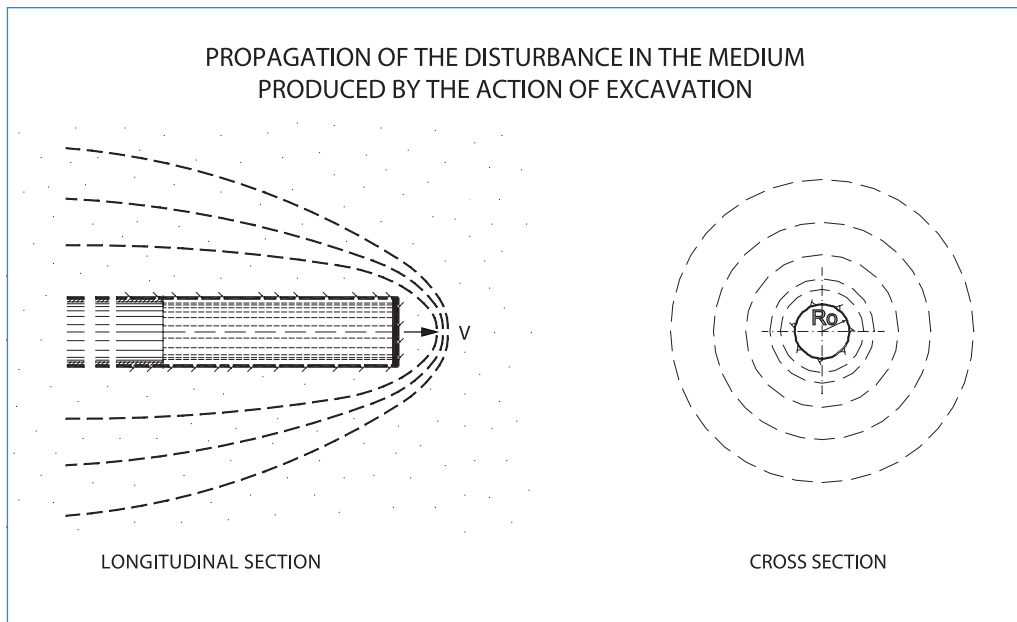 PROPAGATION OF THE DISTURBANCE IN THE MEDIUM
PRODUCED BY THE ACTION OF EXCAVATION
V
Ro
LONGITUDINAL SECTION
CROSS SECTION